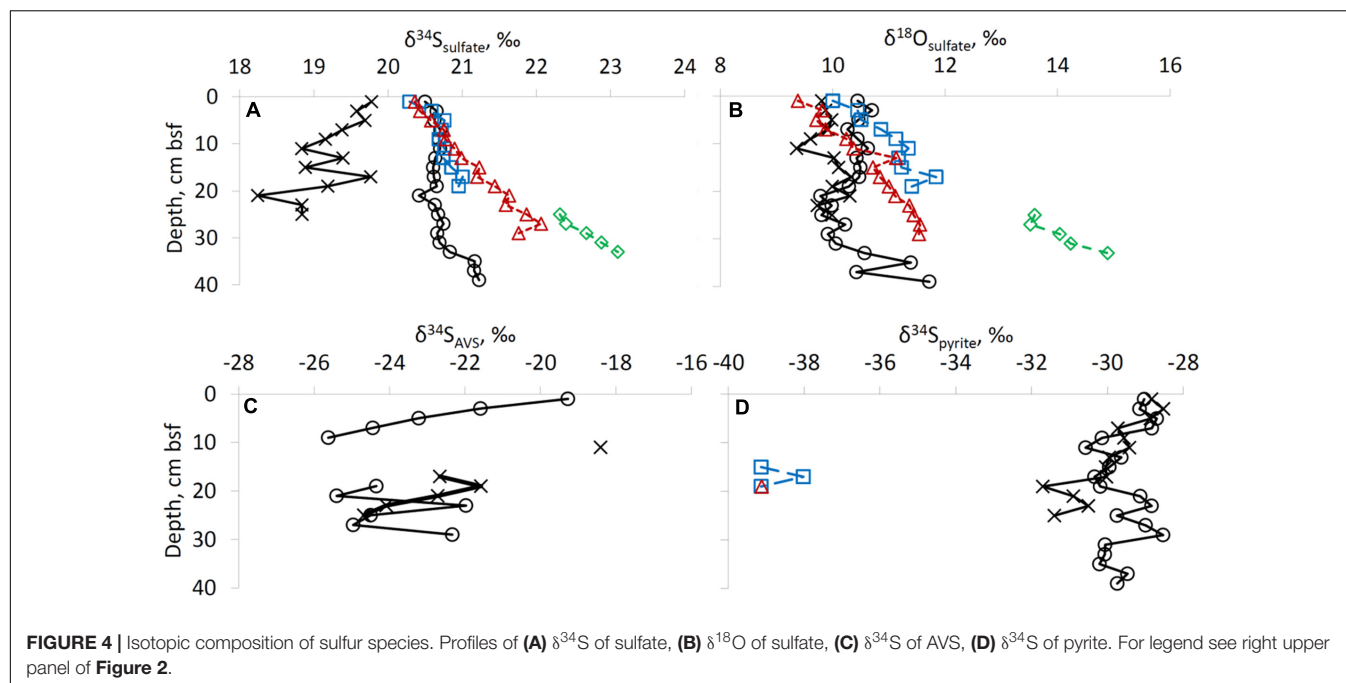 δ34Ssulfate, ‰
18 19 20 21 22 23 24
0
10
20
30
40
Depth, cm bsf
A
δ18Osulfate, ‰
8 10 12 14 16
B
δ34SAVS, ‰
-28 -26 -24 -22 -20 -18 -16
0
10
20
30
40
Depth, cm bsf
C
δ34Spyrite, ‰
-40 -38 -36 -34 -32 -30 -28
D
FIGURE 4 | Isotopic composition of sulfur species. Profiles of (A) δ34S of sulfate, (B) δ18O of sulfate, (C) δ34S of AVS, (D) δ34S of pyrite. For legend see right upper
panel of Figure 2.